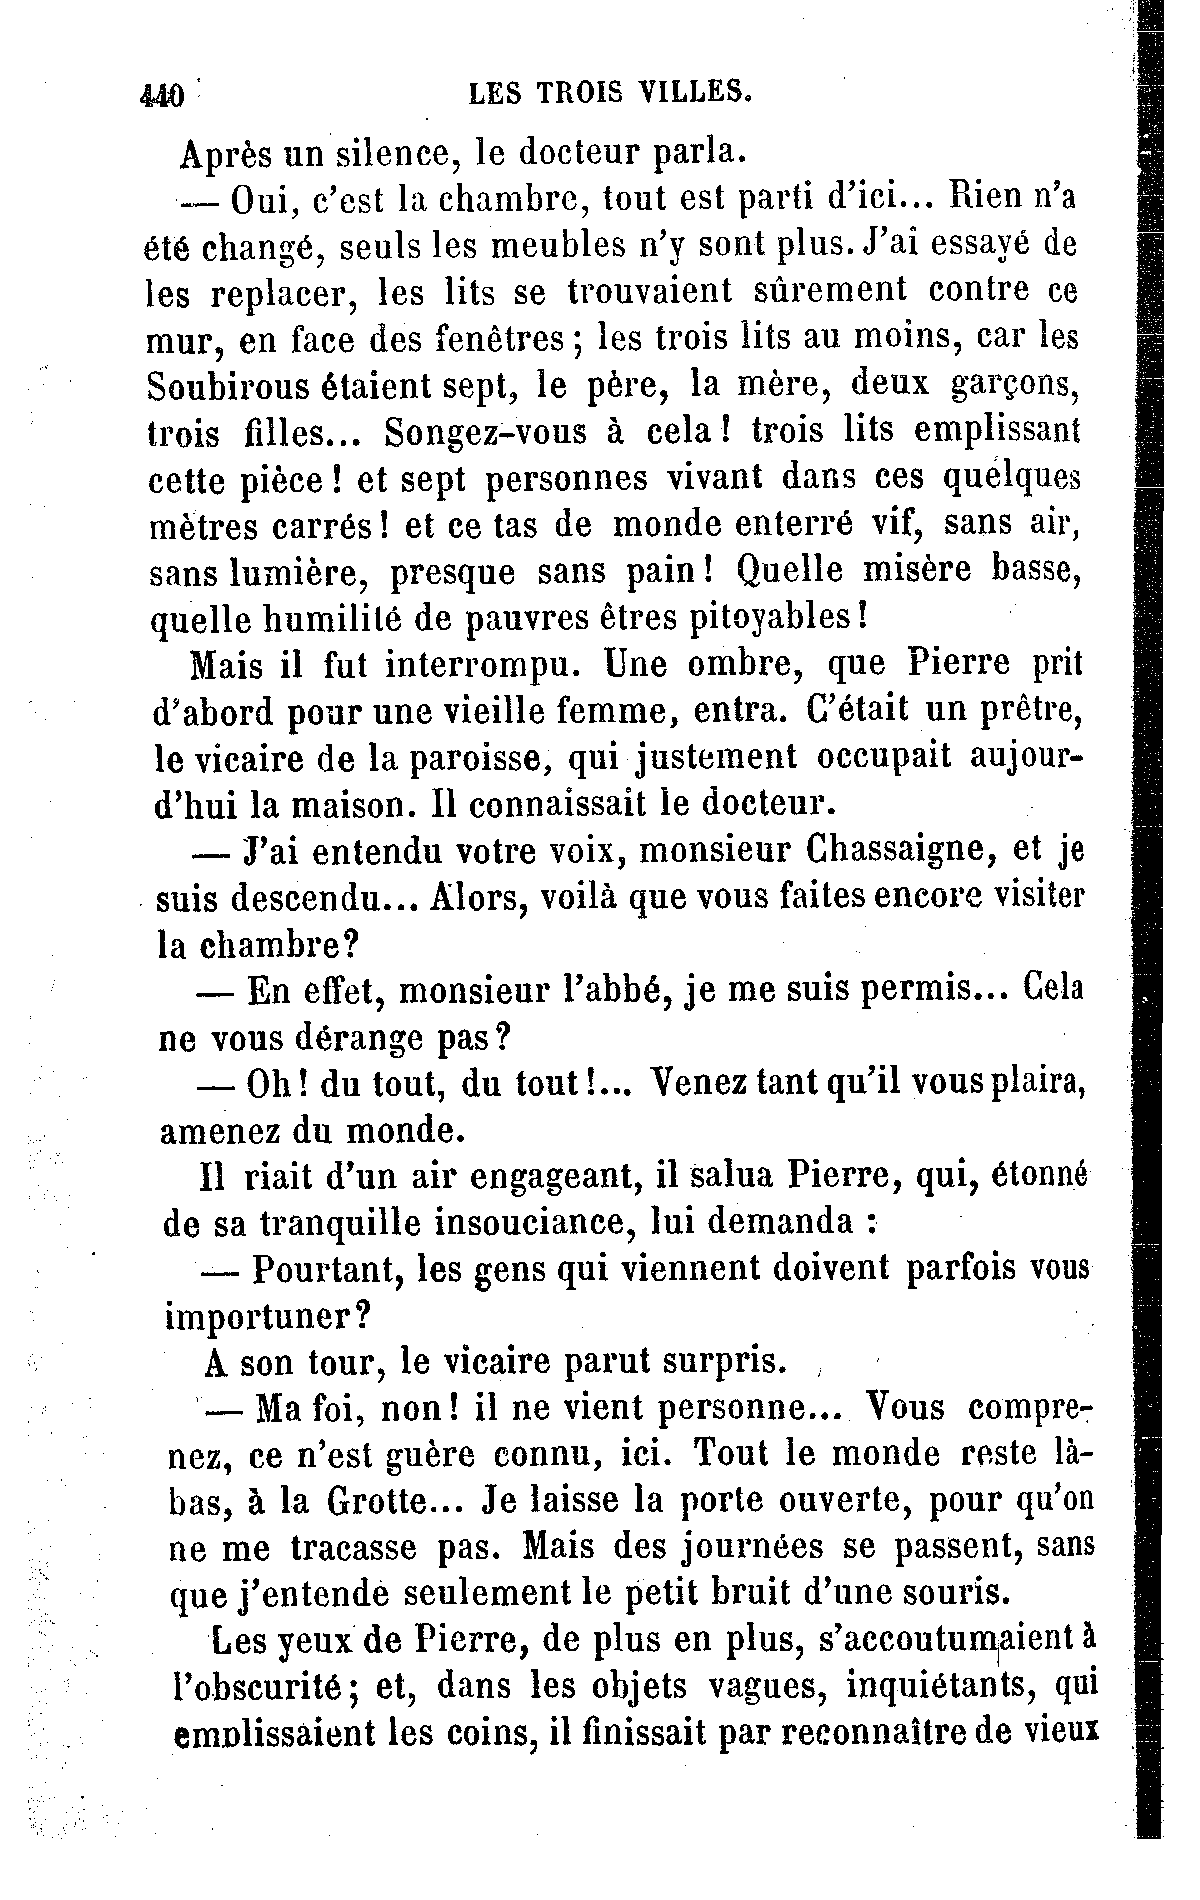 440
LES TROIS VILLES.
Après un silence, le docteur parla.
— Oui, c'est la chambre, tout est parti d'ici... Rien n'a
été changé, seuls les meubles n'y sont plus. J'ai essayé de
les replacer, les lits se trouvaient sûrement contre ce
mur, en face des fenêtres ; les trois lits au moins, car les
Soubirous étaient sept, le père, la mère, deux garçons,
trois filles... Songez-vous à cela ! trois lits emplissant
cette pièce ! et sept personnes vivant dans ces quelques
mètres carrés ! et ce tas de monde enterré vif, sans air,
sans lumière, presque sans pain ! Quelle misère basse,
quelle humilité de pauvres êtres pitoyables !
Mais il fut interrompu. Une ombre, que Pierre prit
d'abord pour une vieille femme, entra. C'était un prêtre,
le vicaire de la paroisse, qui justement occupait aujour-
d'hui la maison. Il connaissait le docteur.
— J'ai entendu votre voix, monsieur Chassaigne, et je
suis descendu... Alors, voilà que vous faites encore visiter
la chambre?
— En effet, monsieur l'abbé, je me suis permis... Cela
ne vous dérange pas ?
— Oh ! du tout, du tout !... Venez tant qu'il vous plaira,
amenez du monde.
Il riait d'un air engageant, il salua Pierre, qui, étonné
de sa tranquille insouciance, lui demanda :
— Pourtant, les gens qui viennent doivent parfois vous
importuner?
A son tour, le vicaire parut surpris.
— Ma foi, non ! il ne vient personne... Vous compre-
nez, ce n'est guère connu, ici. Tout le monde reste là-
bas, à la Grotte... Je laisse la porte ouverte, pour qu'on
ne me tracasse pas. Mais des journées se passent, sans
que j'entende seulement le petit bruit d'une souris.
Les yeux de Pierre, de plus en plus, s'accoutumaient à
l'obscurité ; et, dans les objets vagues, inquiétants, qui
emplissaient les coins, il finissait par reconnaître de vieux